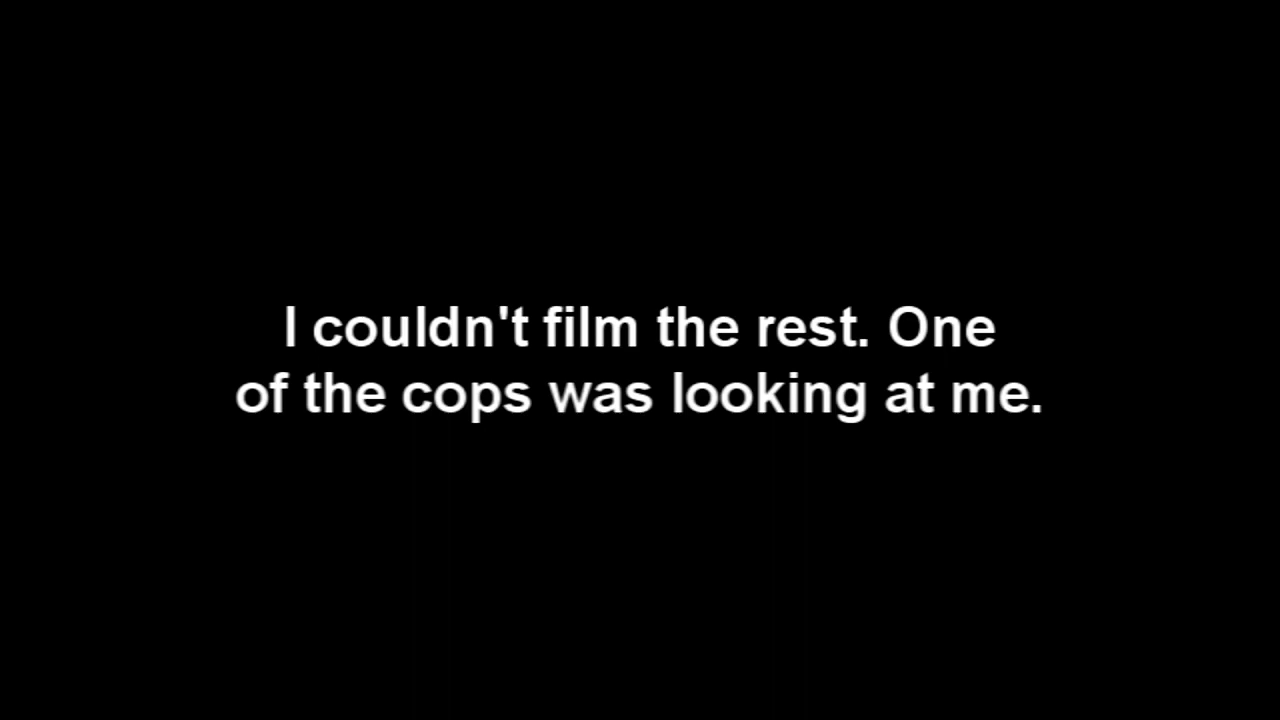 I couldn't film the rest. One
of the cops was looking at me.